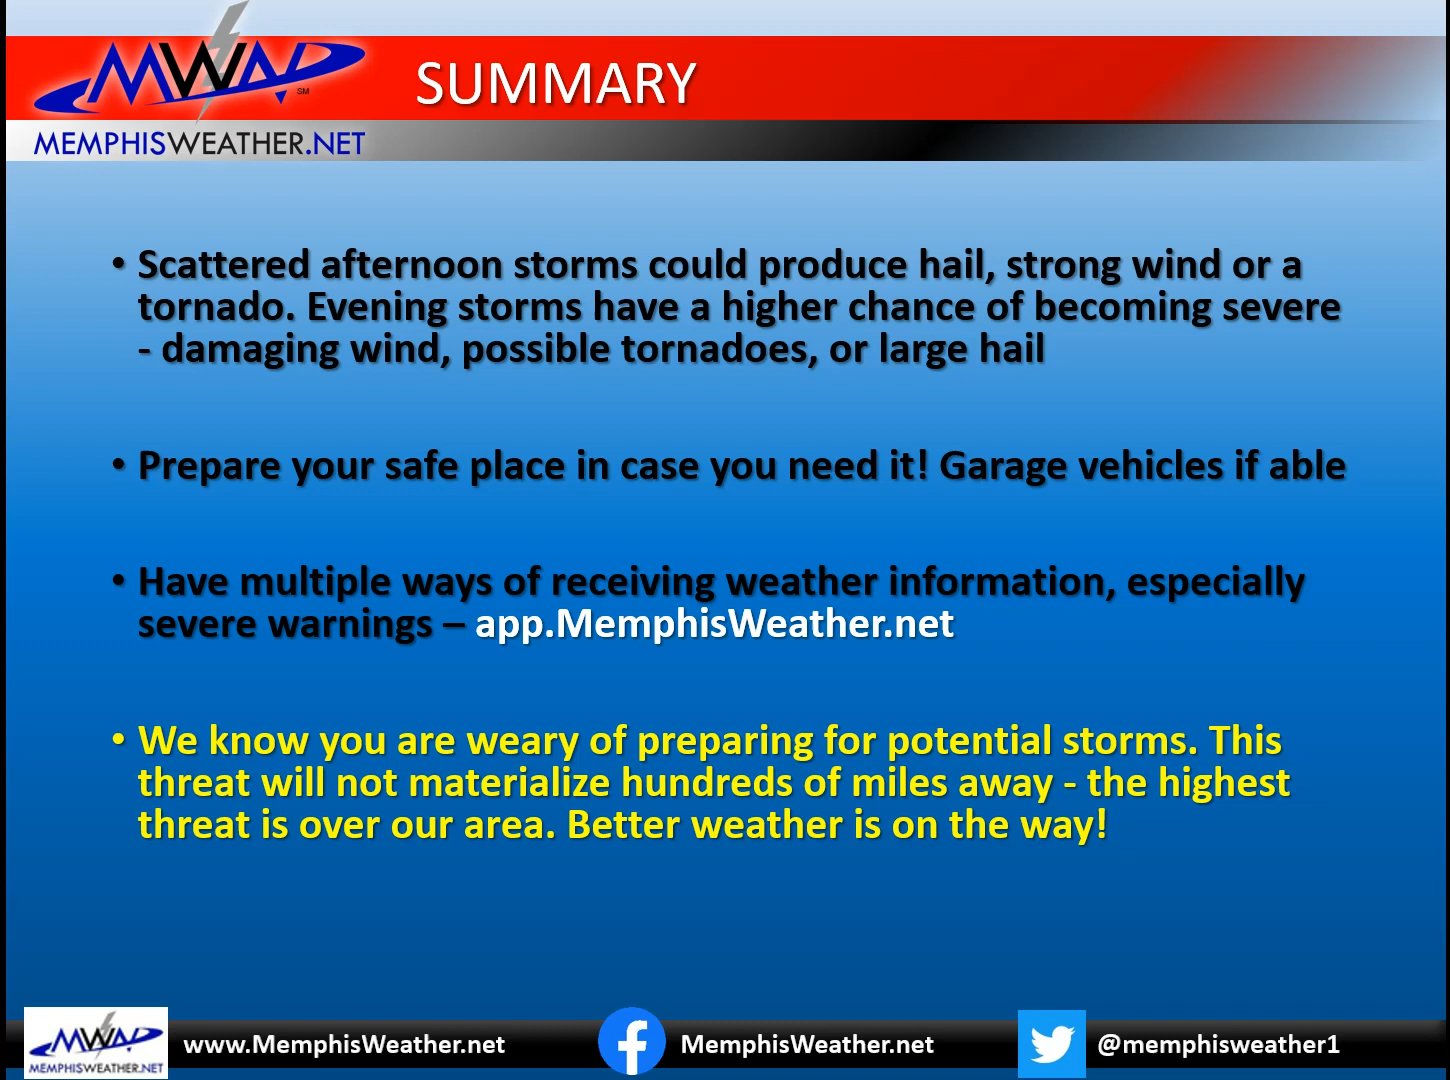 MWN
SM
MEMPHISWEATHER.NET
SUMMARY
• Scattered afternoon storms could produce hail, strong wind or a
tornado. Evening storms have a higher chance of becoming severe
- damaging wind, possible tornadoes, or large hail
• Prepare your safe place in case you need it! Garage vehicles if able
• Have multiple ways of receiving weather information, especially
severe warnings – app.MemphisWeather.net
• We know you are weary of preparing for potential storms. This
threat will not materialize hundreds of miles away - the highest
threat is over our area. Better weather is on the way!
MWN
MEMPHISWEATHER.NET
www.MemphisWeather.net
f
MemphisWeather.net
@memphisweather1